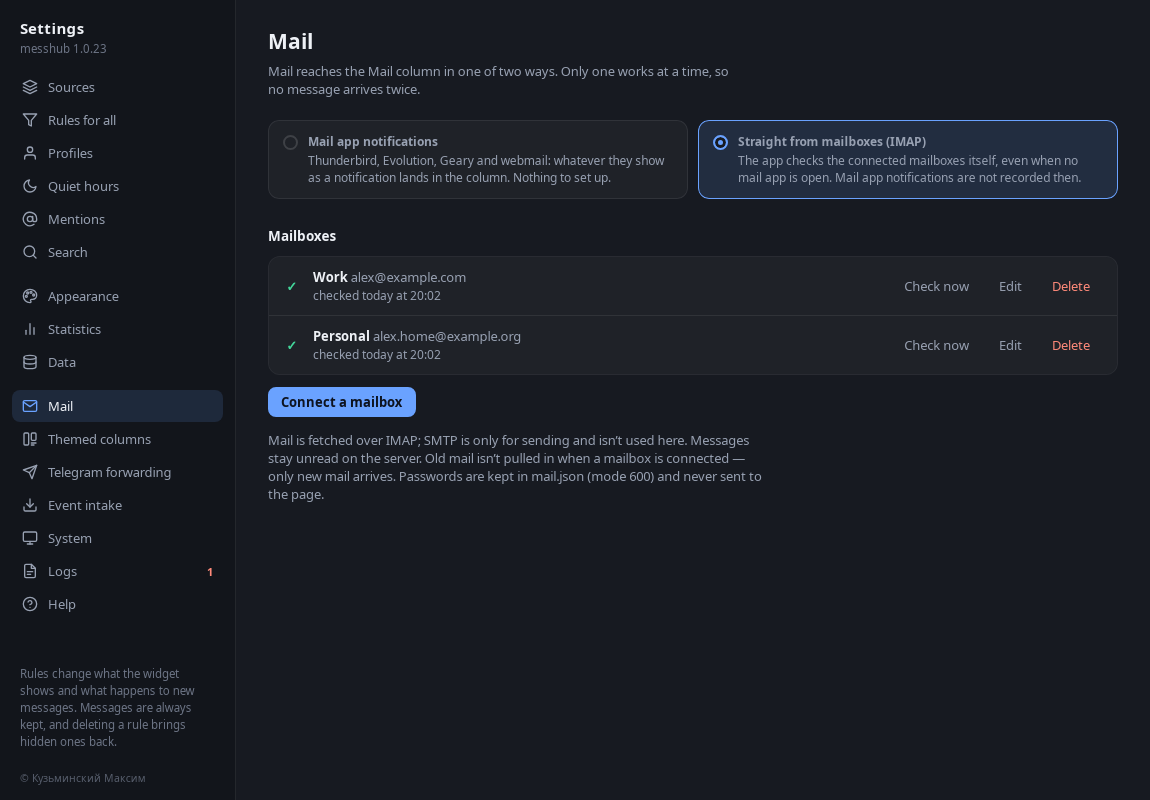 Settings
messhub 1.0.23
Sources
Rules for all
Profiles
Quiet hours
Mentions
Search
Appearance
Statistics
Data
Mail
Themed columns
Telegram forwarding
Event intake
System
Logs 1
Help
Rules change what the widget
shows and what happens to new
messages. Messages are always
kept, and deleting a rule brings
hidden ones back.
© Кузьминский Максим
Mail
Mail reaches the Mail column in one of two ways. Only one works at a time, so
no message arrives twice.
Mail app notifications
Thunderbird, Evolution, Geary and webmail: whatever they show
as a notification lands in the column. Nothing to set up.
Straight from mailboxes (IMAP)
The app checks the connected mailboxes itself, even when no
mail app is open. Mail app notifications are not recorded then.
Mailboxes
✓ Work alex@example.com
checked today at 20:02
Check now Edit Delete
✓ Personal alex.home@example.org
checked today at 20:02
Check now Edit Delete
Connect a mailbox
Mail is fetched over IMAP; SMTP is only for sending and isn’t used here. Messages
stay unread on the server. Old mail isn’t pulled in when a mailbox is connected —
only new mail arrives. Passwords are kept in mail.json (mode 600) and never sent to
the page.